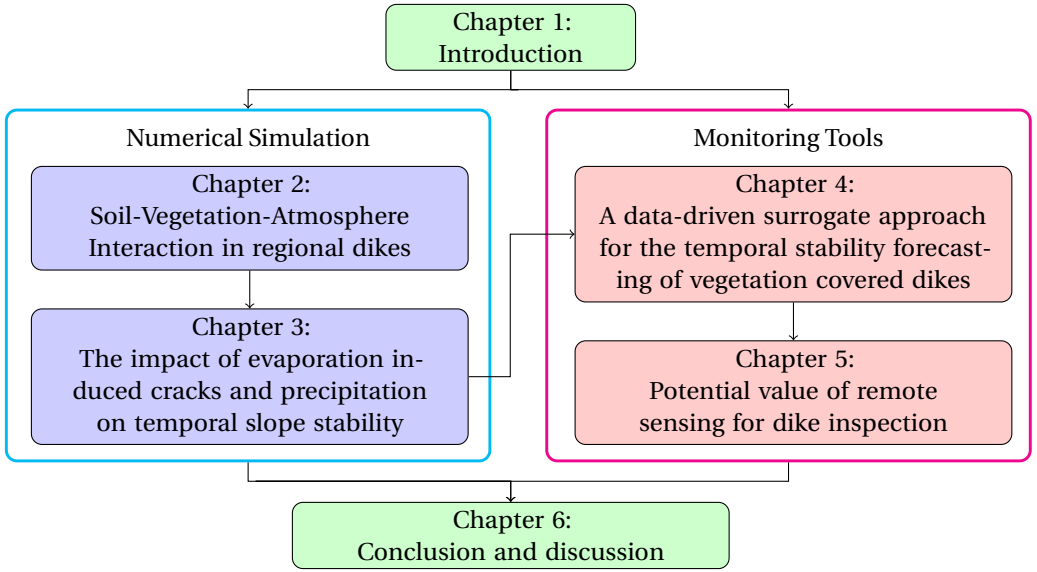 Chapter 1:
Introduction
Numerical Simulation
Chapter 2:
Soil-Vegetation-Atmosphere
Interaction in regional dikes
Chapter 3:
The impact of evaporation in-
duced cracks and precipitation
on temporal slope stability
Monitoring Tools
Chapter 4:
A data-driven surrogate approach
for the temporal stability forecast-
ing of vegetation covered dikes
Chapter 5:
Potential value of remote
sensing for dike inspection
Chapter 6:
Conclusion and discussion